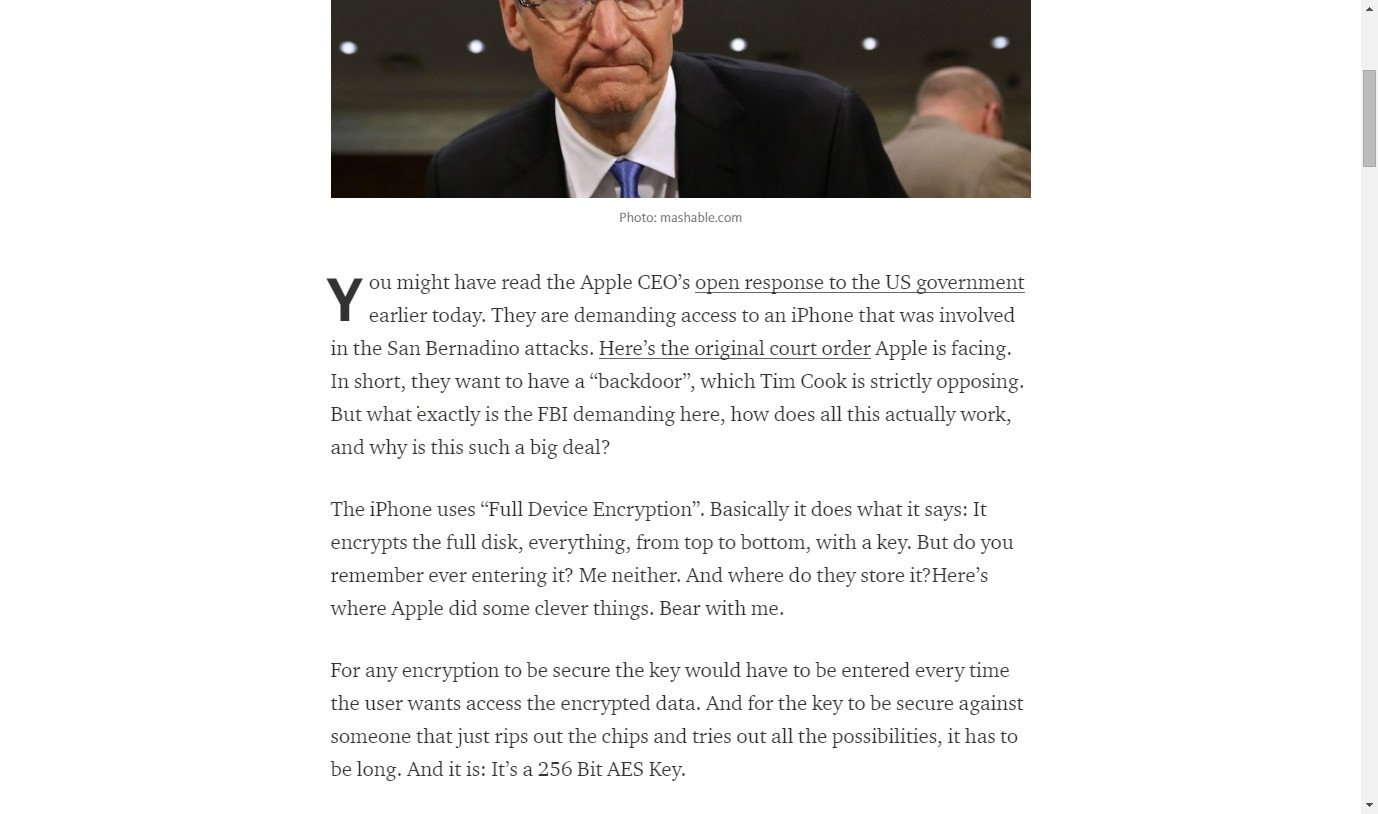 Photo: mashable.com
You might have read the Apple CEO’s open response to the US government
earlier today. They are demanding access to an iPhone that was involved
in the San Bernadino attacks. Here’s the original court order Apple is facing.
In short, they want to have a “backdoor”, which Tim Cook is strictly opposing.
But what exactly is the FBI demanding here, how does all this actually work,
and why is this such a big deal?
The iPhone uses “Full Device Encryption”. Basically it does what it says: It
encrypts the full disk, everything, from top to bottom, with a key. But do you
remember ever entering it? Me neither. And where do they store it?Here’s
where Apple did some clever things. Bear with me.
For any encryption to be secure the key would have to be entered every time
the user wants access the encrypted data. And for the key to be secure against
someone that just rips out the chips and tries out all the possibilities, it has to
be long. And it is: It’s a 256 Bit AES Key.